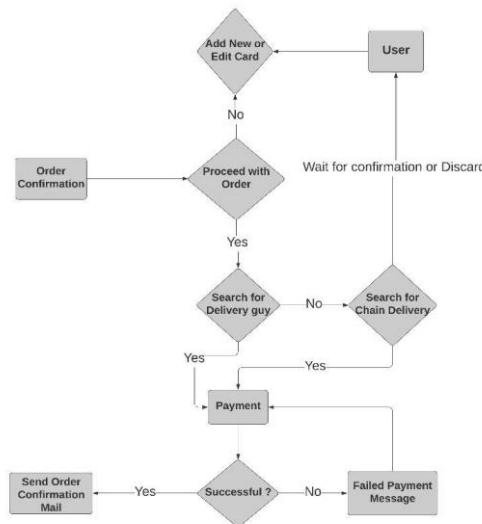 Add New or
Edit Card
User
No
Order
Confirmation
Proceed with
Order
Wait for confirmation or Discard
Yes
Search for
Delivery guy
No
Search for
Chain Delivery
Yes
Yes
Payment
Send Order
Confirmation
Mail
Yes
Successful ?
No
Failed Payment
Message